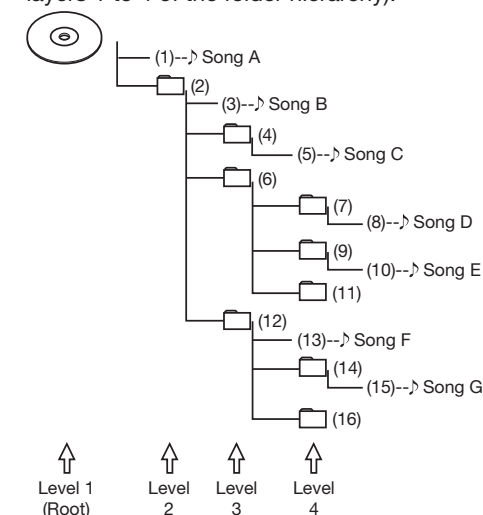 layers 1 to 4 of the folder hierarchy).
(1)--♪ Song A
(2)
(3)--♪ Song B
(4)
(5)--♪ Song C
(6)
(7)
(8)--♪ Song D
(9)
(10)--♪ Song E
(11)
(12)
(13)--♪ Song F
(14)
(15)--♪ Song G
(16)
Level 1
(Root)
Level
2
Level
3
Level
4